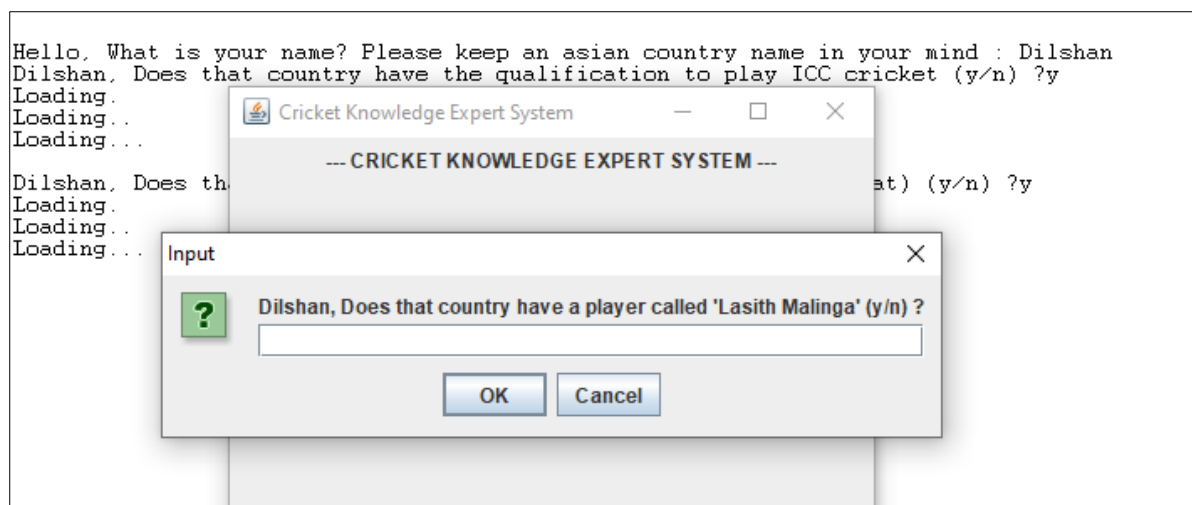 Hello, What is your name? Please keep an asian country name in your mind : Dilshan
Dilshan, Does that country have the qualification to play ICC cricket (y/n) ?y
Loading.
Loading..
Loading...
Cricket Knowledge Expert System
--- CRICKET KNOWLEDGE EXPERT SYSTEM ---
Dilshan, Does th at) (y/n) ?y
Loading.
Loading..
Loading...
Input
Dilshan, Does that country have a player called 'Lasith Malinga' (y/n) ?
OK Cancel